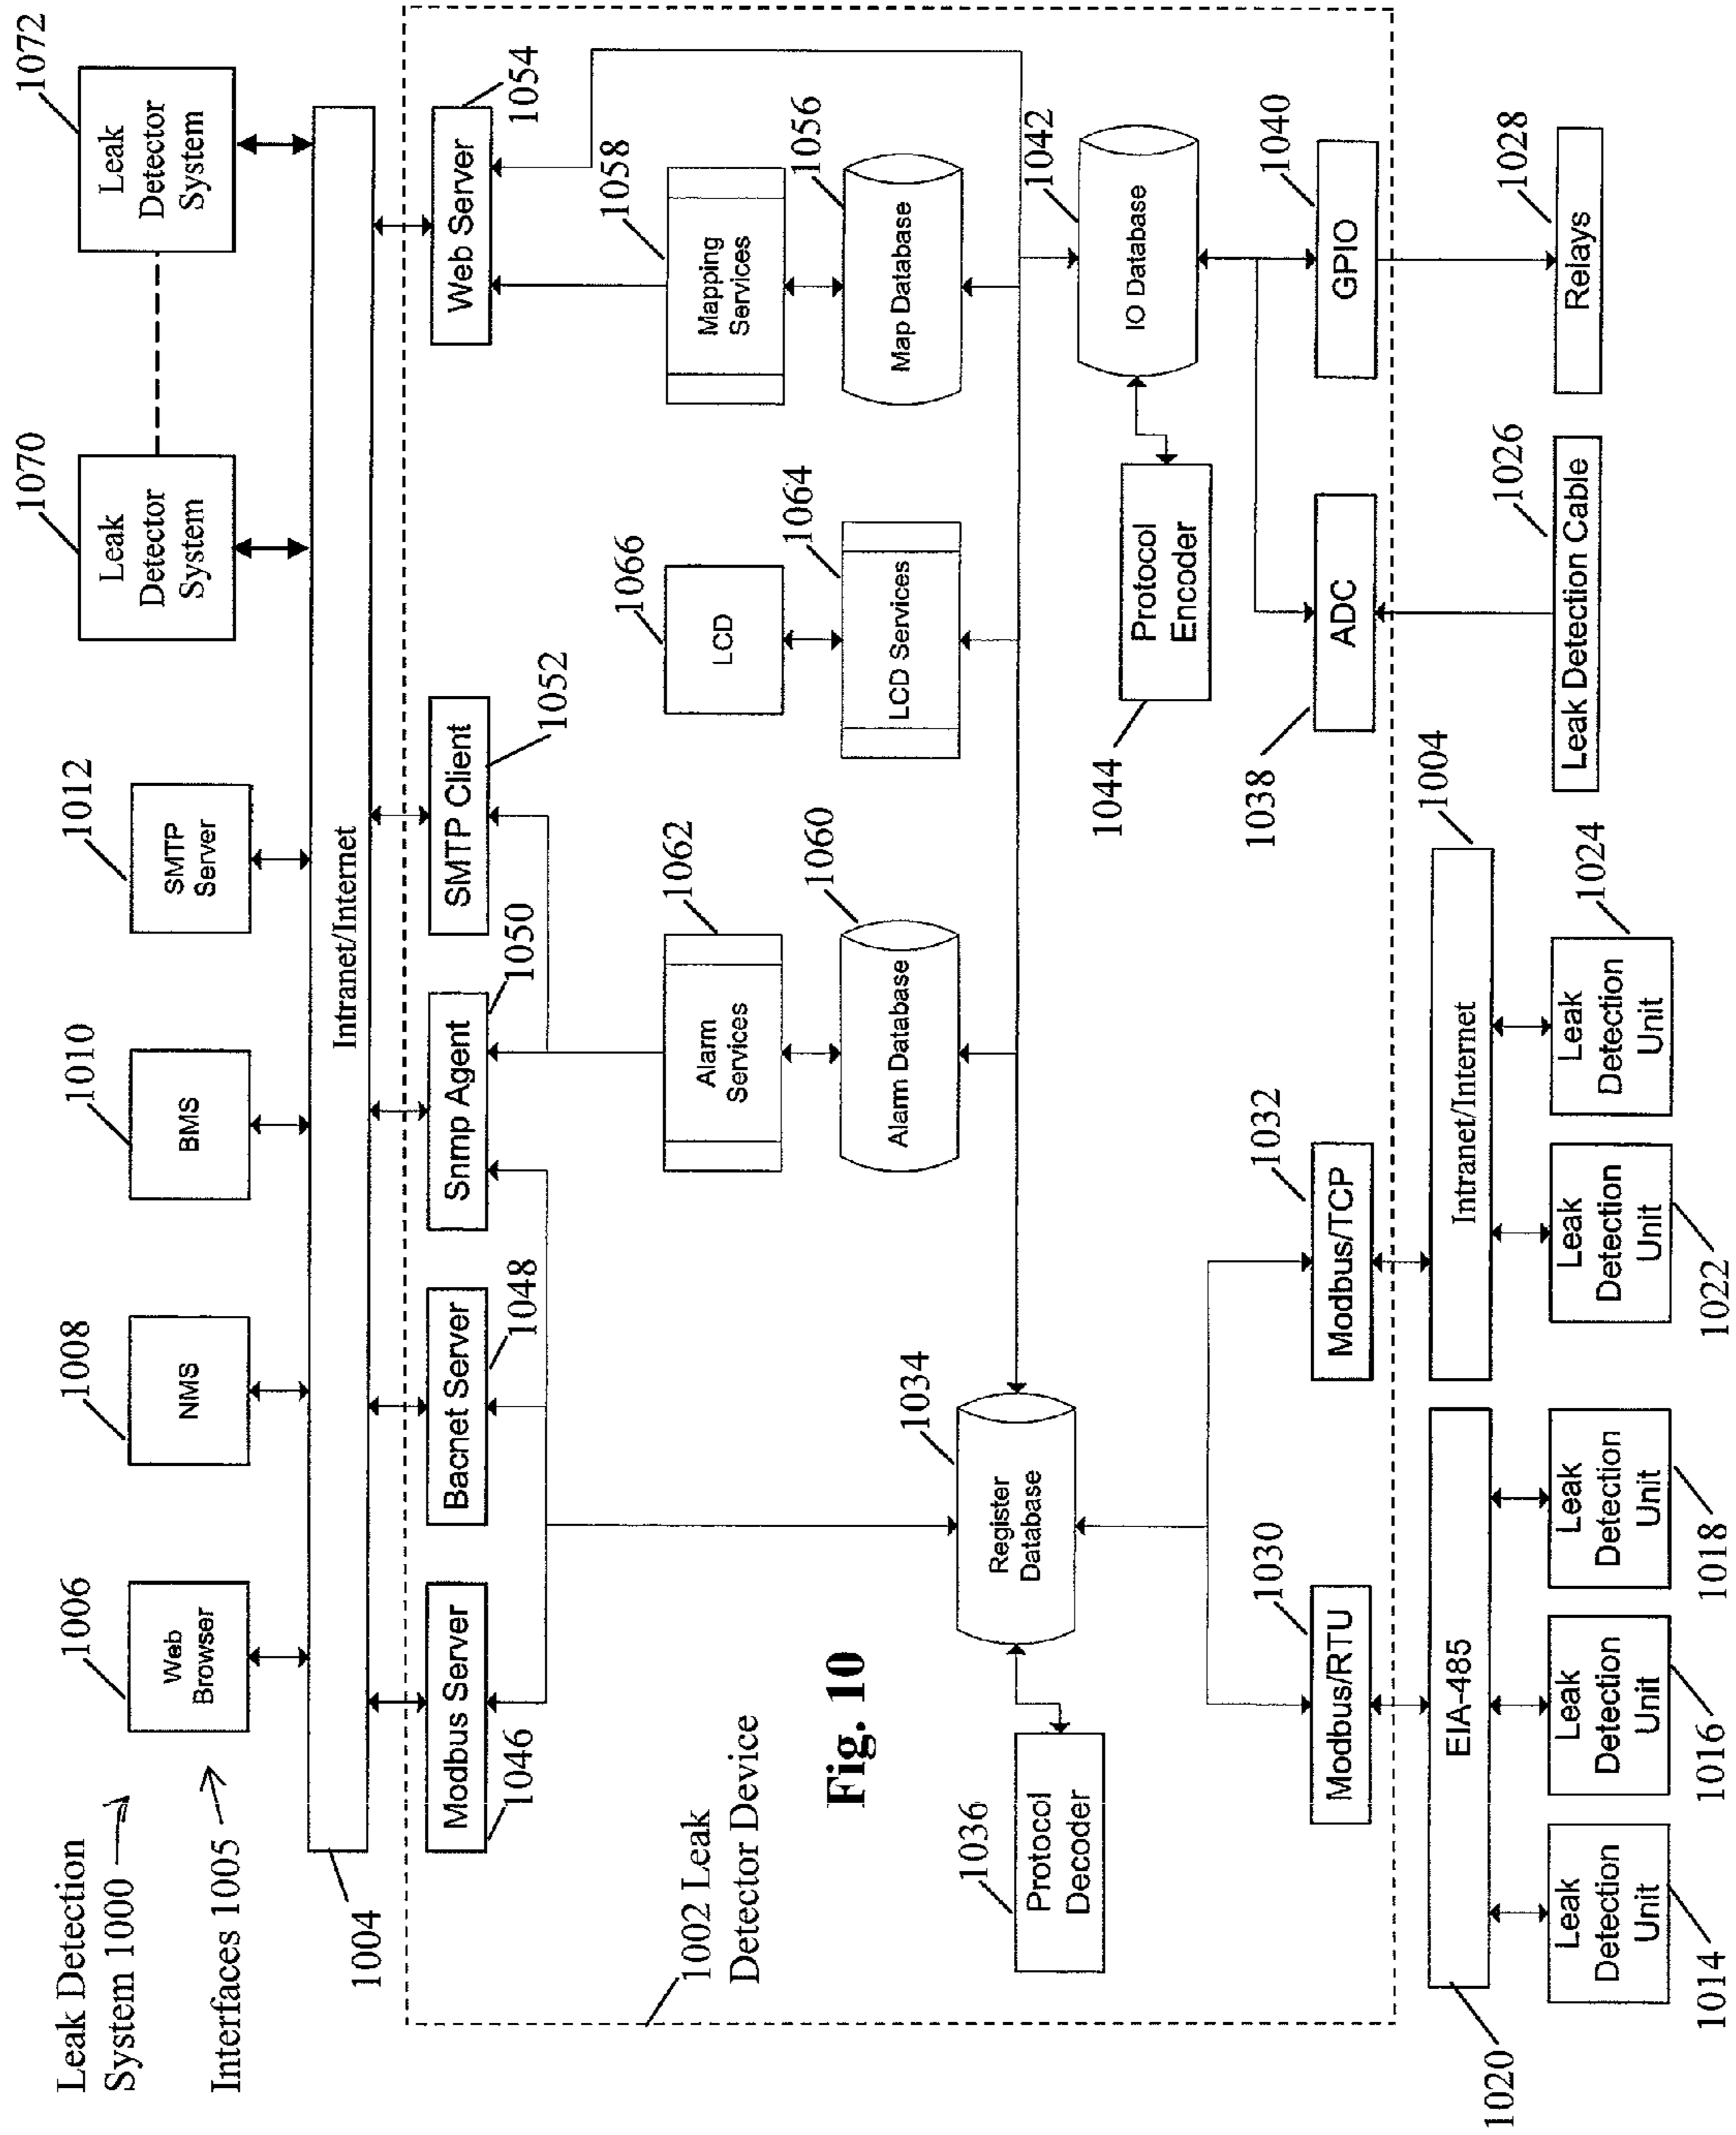 Leak Detection
System 1000
Interfaces 1005
1006
1008
1010
1012
1070
1072
Web
Browser
NMS
BMS
SMTP
Server
Leak
Detector
System
Leak
Detector
System
1004
Intranet/Internet
Modbus Server
1046
Bacnet Server
1048
Snmp Agent
1050
SMTP Client
1052
Web Server
1054
1062
Alarm
Services
1066
LCD
1058
Mapping
Services
1060
Alarm Database
1064
LCD Services
1056
Map Database
1002 Leak
Detector Device
Fig. 10
1034
Register
Database
1036
Protocol
Decoder
1042
IO Database
Protocol
Encoder
1044
1030
Modbus/RTU
1032
Modbus/TCP
1038
ADC
1040
GPIO
1020
EIA-485
1004
Intranet/Internet
Leak
Detection
Unit
1014
Leak
Detection
Unit
1016
Leak
Detection
Unit
1018
Leak
Detection
Unit
1022
Leak
Detection
Unit
1024
Leak Detection Cable
1026
Relays
1028